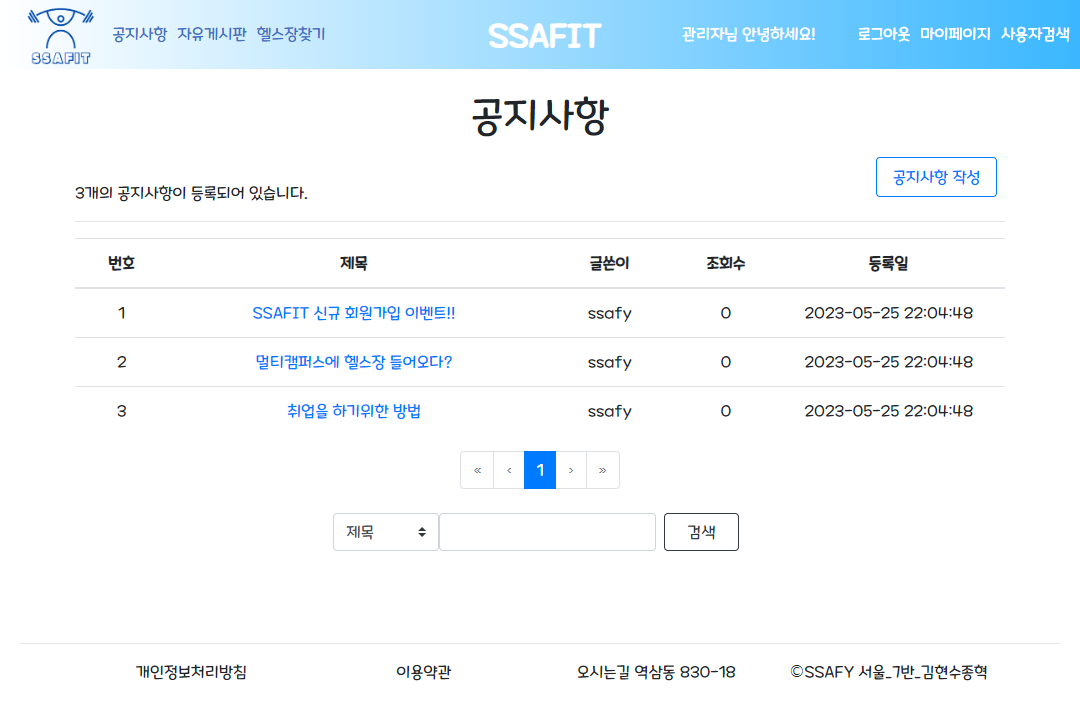 SSAFIT
공지사항 자유게시판 헬스장찾기 SSAFIT 관리자님 안녕하세요! 로그아웃 마이페이지 사용자검색
공지사항
공지사항 작성
3개의 공지사항이 등록되어 있습니다.
번호 제목 글쓴이 조회수 등록일
1 SSAFIT 신규 회원가입 이벤트!! ssafy 0 2023-05-25 22:04:48
2 멀티캠퍼스에 헬스장 들어오다? ssafy 0 2023-05-25 22:04:48
3 취업을 하기위한 방법 ssafy 0 2023-05-25 22:04:48
« ‹ 1 › »
제목 검색
개인정보처리방침 이용약관 오시는길 역삼동 830-18 ©SSAFY 서울_7반_김현수종혁